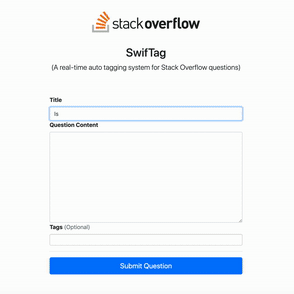 stackoverflow
SwifTag
(A real-time auto tagging system for Stack Overflow questions)
Title
Is
Question Content
Tags (Optional)
Submit Question